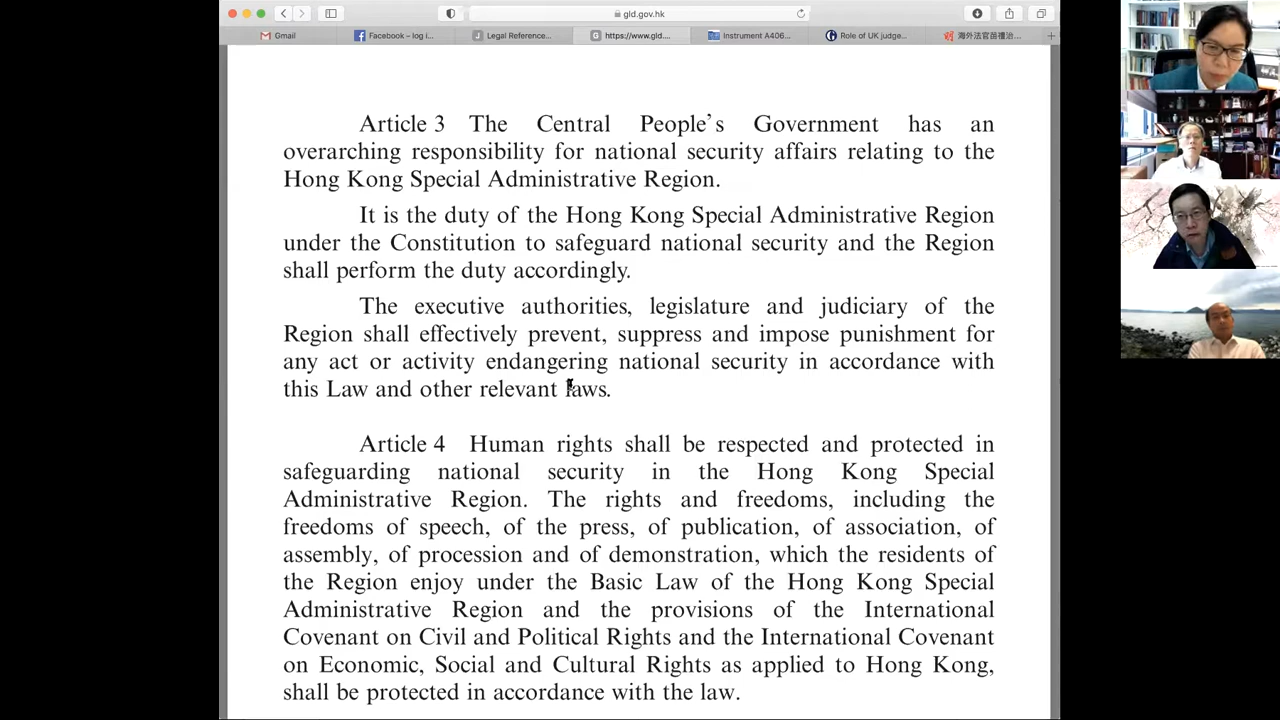 gld.gov.hk
Gmail
Facebook – log i...
Legal Reference...
https://www.gld....
Instrument A406...
Role of UK judge...
海外法官苗禮治...
Article 3 The Central People's Government has an
overarching responsibility for national security affairs relating to the
Hong Kong Special Administrative Region.
It is the duty of the Hong Kong Special Administrative Region
under the Constitution to safeguard national security and the Region
shall perform the duty accordingly.
The executive authorities, legislature and judiciary of the
Region shall effectively prevent, suppress and impose punishment for
any act or activity endangering national security in accordance with
this Law and other relevant laws.
Article 4 Human rights shall be respected and protected in
safeguarding national security in the Hong Kong Special
Administrative Region. The rights and freedoms, including the
freedoms of speech, of the press, of publication, of association, of
assembly, of procession and of demonstration, which the residents of
the Region enjoy under the Basic Law of the Hong Kong Special
Administrative Region and the provisions of the International
Covenant on Civil and Political Rights and the International Covenant
on Economic, Social and Cultural Rights as applied to Hong Kong,
shall be protected in accordance with the law.